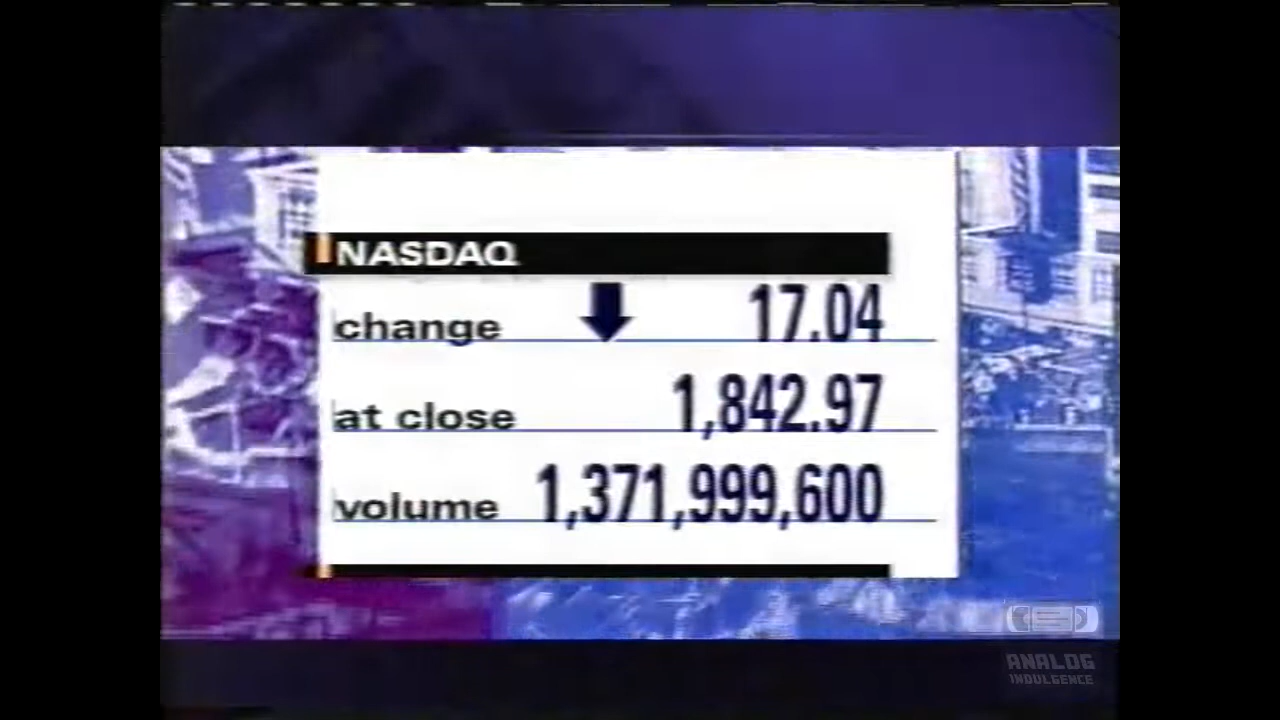 NASDAQ
change 17.04
at close 1,842.97
volume 1,371,999,600
ANALOG
INDULGENCE